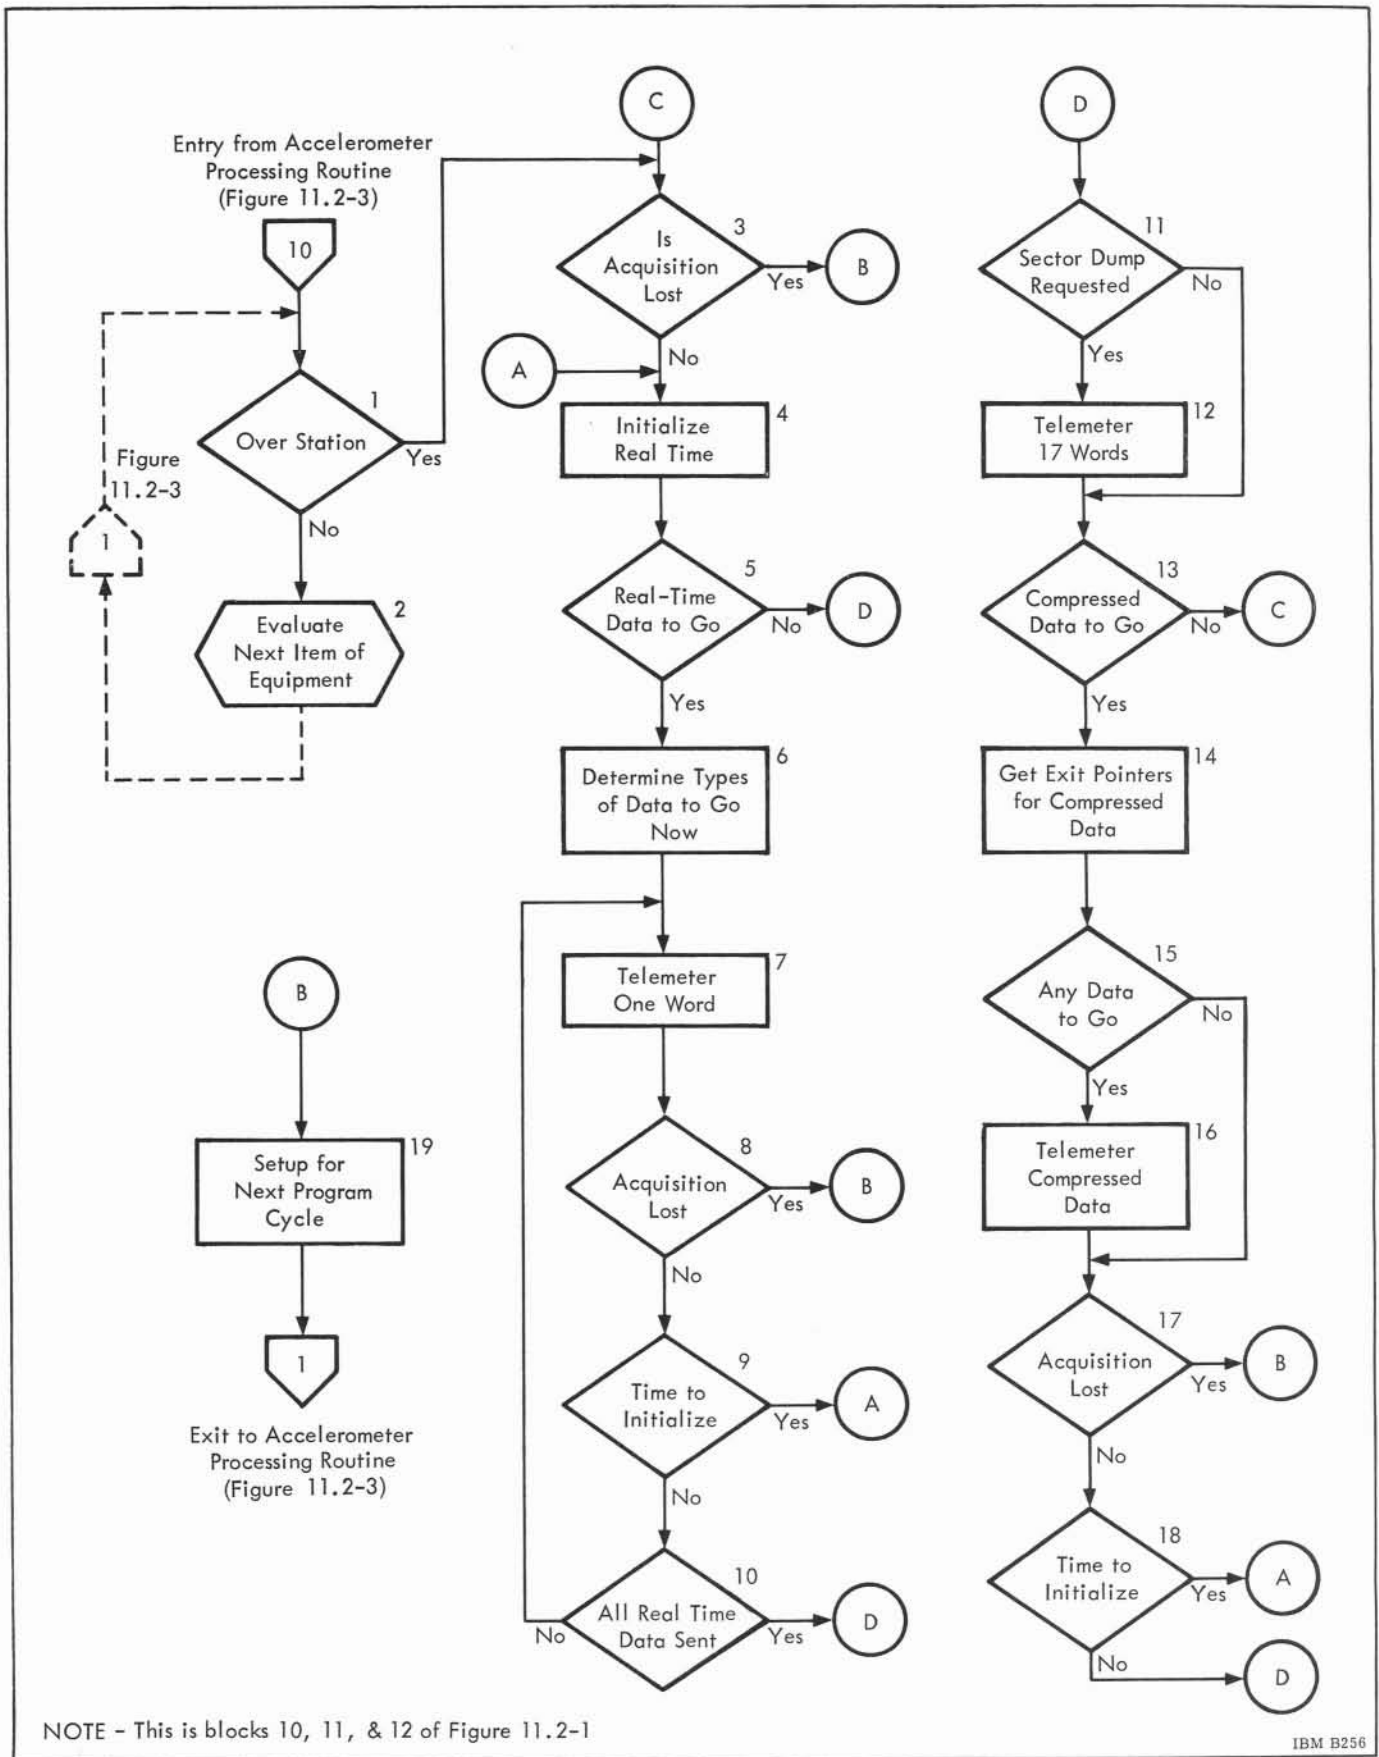 Entry from Accelerometer
Processing Routine
(Figure 11.2-3)
10
1
Over Station
Yes
No
Figure
11.2-3
1
2
Evaluate
Next Item of
Equipment
B
19
Setup for
Next Program
Cycle
1
Exit to Accelerometer
Processing Routine
(Figure 11.2-3)
C
3
Is
Acquisition
Lost
Yes
B
No
A
4
Initialize
Real Time
5
Real-Time
Data to Go
No
D
Yes
6
Determine Types
of Data to Go
Now
7
Telemeter
One Word
8
Acquisition
Lost
Yes
B
No
9
Time to
Initialize
Yes
A
No
10
All Real Time
Data Sent
No
Yes
D
D
11
Sector Dump
Requested
No
Yes
12
Telemeter
17 Words
13
Compressed
Data to Go
No
C
Yes
14
Get Exit Pointers
for Compressed
Data
15
Any Data
to Go
No
Yes
16
Telemeter
Compressed
Data
17
Acquisition
Lost
Yes
B
No
18
Time to
Initialize
Yes
A
No
D
NOTE - This is blocks 10, 11, & 12 of Figure 11.2-1
IBM B256